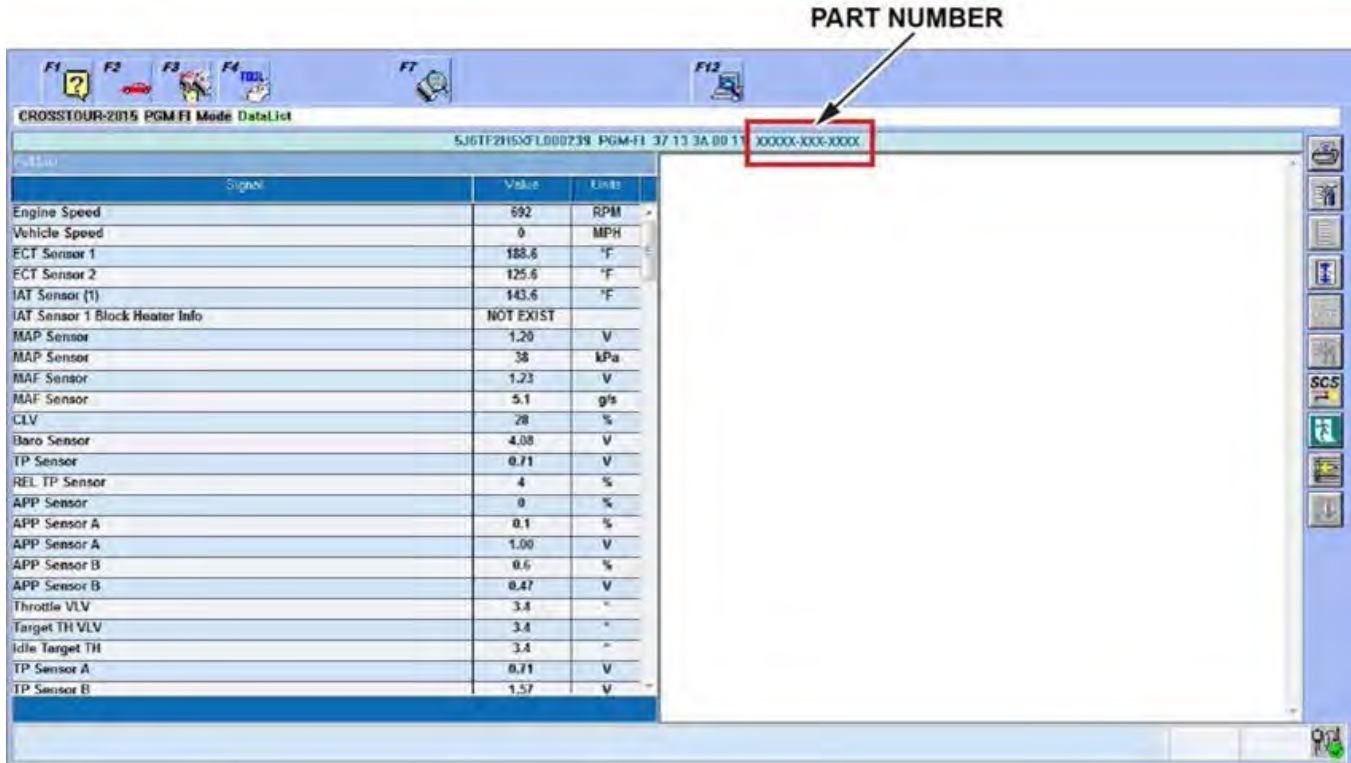 PART NUMBER
F1 F2 F3 F4 TOOL F7 F12
CROSSTOUR-2015 PGM-FI Mode DataList
5J6TF2H5XFL000239 PGM-FI 37 13 3A 00 11 XXXXX-XXX-XXXX
Signal Value Units
Engine Speed 692 RPM
Vehicle Speed 0 MPH
ECT Sensor 1 188.6 °F
ECT Sensor 2 125.6 °F
IAT Sensor (1) 143.6 °F
IAT Sensor 1 Block Heater Info NOT EXIST
MAP Sensor 1.20 V
MAP Sensor 38 kPa
MAF Sensor 1.23 V
MAF Sensor 5.1 g/s
CLV 28 %
Baro Sensor 4.08 V
TP Sensor 0.71 V
REL TP Sensor 4 %
APP Sensor 0 %
APP Sensor A 0.1 %
APP Sensor A 1.00 V
APP Sensor B 0.6 %
APP Sensor B 0.47 V
Throttle VLV 3.4 °
Target TH VLV 3.4 °
Idle Target TH 3.4 °
TP Sensor A 0.71 V
TP Sensor B 1.57 V
SCS